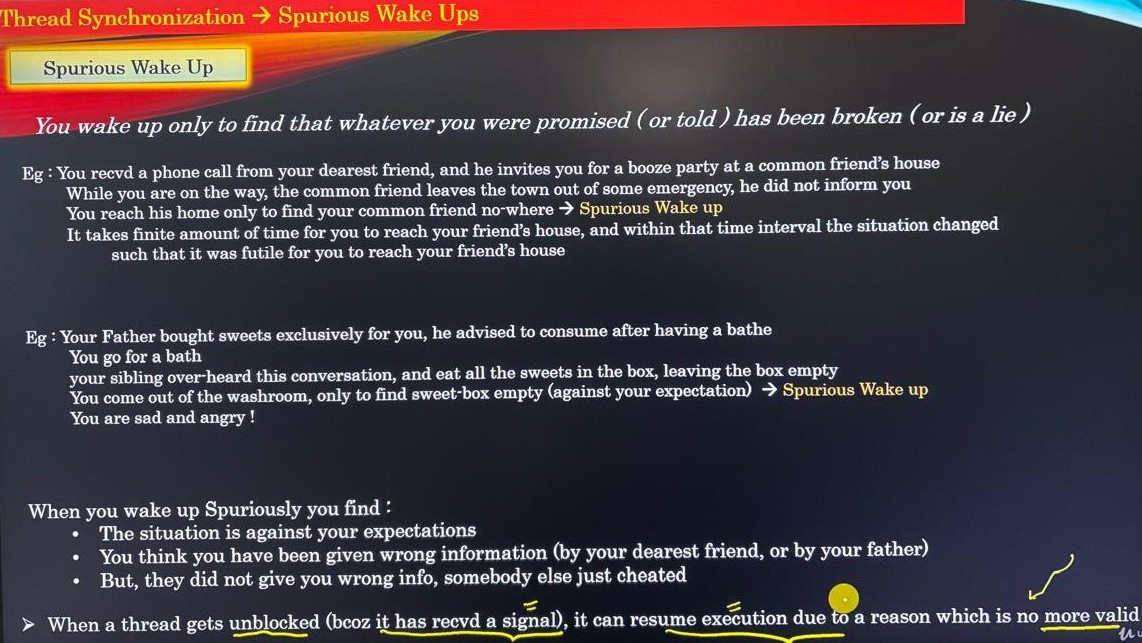 Thread Synchronization → Spurious Wake Ups
Spurious Wake Up
You wake up only to find that whatever you were promised ( or told ) has been broken ( or is a lie )
Eg : You recvd a phone call from your dearest friend, and he invites you for a booze party at a common friend's house
While you are on the way, the common friend leaves the town out of some emergency, he did not inform you
You reach his home only to find your common friend no-where → Spurious Wake up
It takes finite amount of time for you to reach your friend's house, and within that time interval the situation changed
such that it was futile for you to reach your friend's house
Eg : Your Father bought sweets exclusively for you, he advised to consume after having a bathe
You go for a bath
your sibling over-heard this conversation, and eat all the sweets in the box, leaving the box empty
You come out of the washroom, only to find sweet-box empty (against your expectation) → Spurious Wake up
You are sad and angry !
When you wake up Spuriously you find :
• The situation is against your expectations
• You think you have been given wrong information (by your dearest friend, or by your father)
• But, they did not give you wrong info, somebody else just cheated
➢ When a thread gets unblocked (bcoz it has recvd a signal), it can resume execution due to a reason which is no more valid